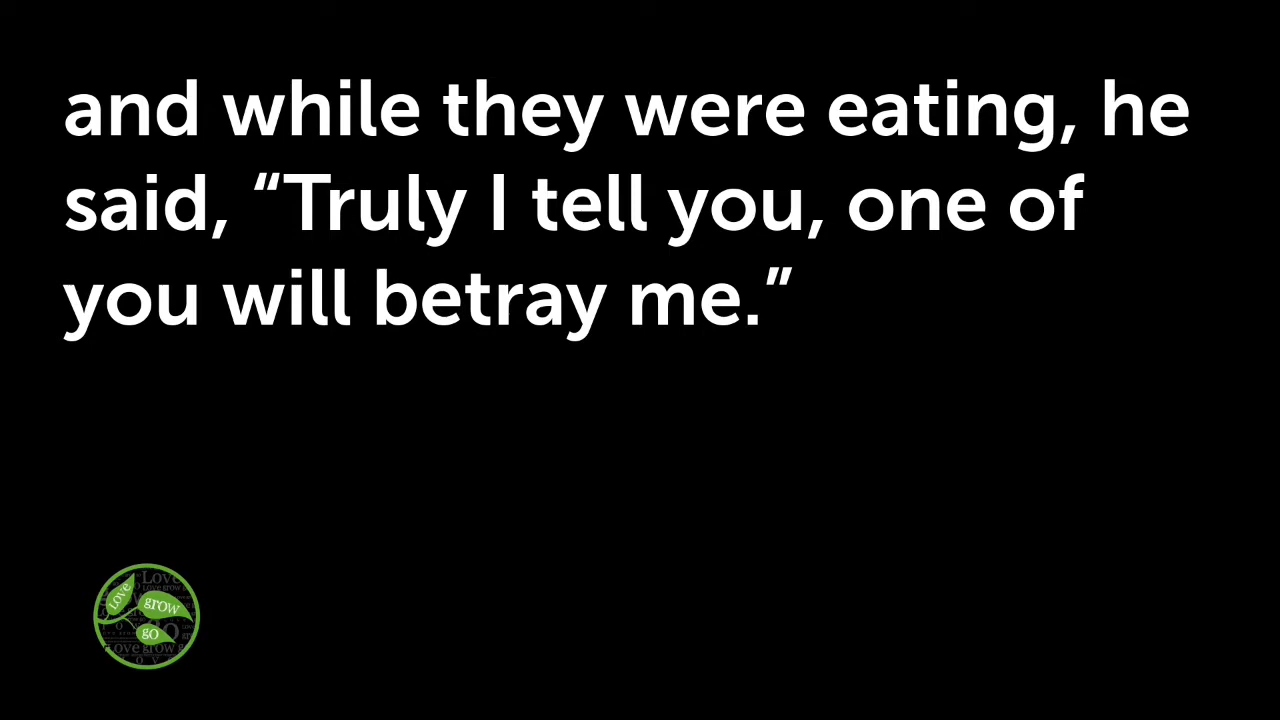 and while they were eating, he
said, “Truly I tell you, one of
you will betray me.”
Love
grow
go